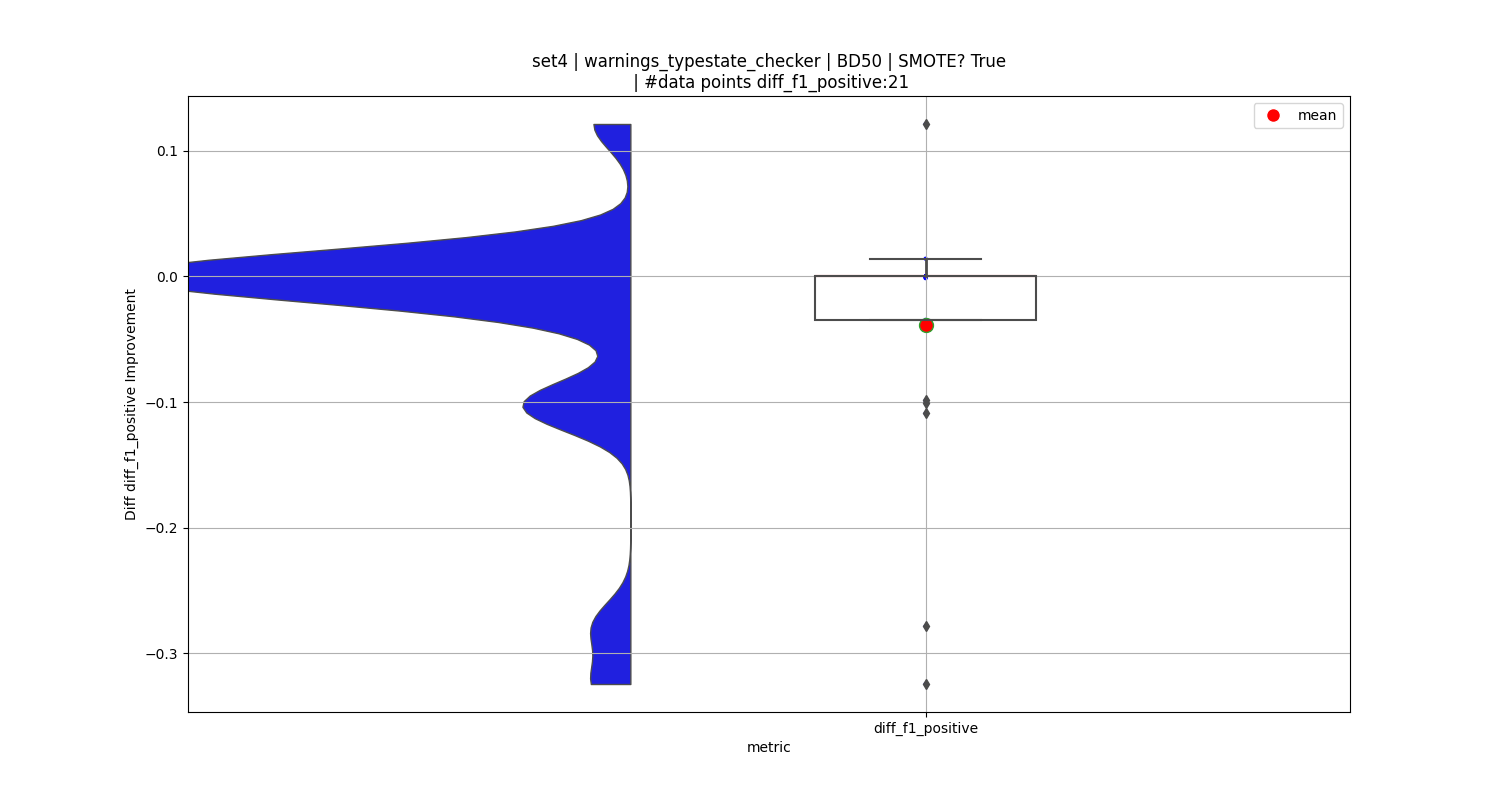 set4 | warnings_typestate_checker | BD50 | SMOTE? True
| #data points diff_f1_positive:21
mean
0.1
0.0
−0.1
−0.2
−0.3
Diff diff_f1_positive Improvement
diff_f1_positive
metric